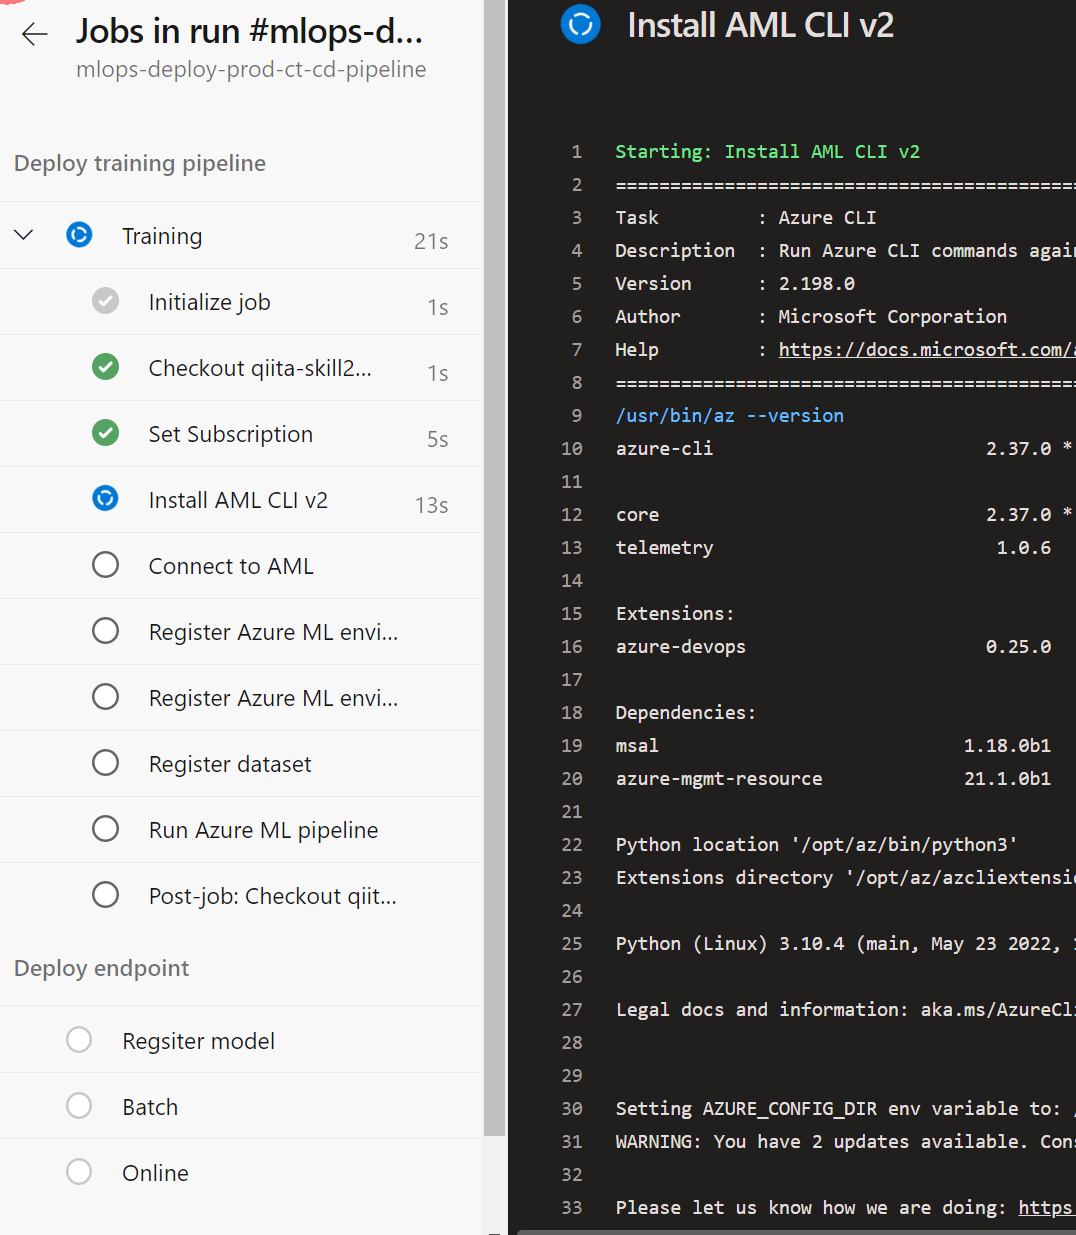 Jobs in run #mlops-d...
mlops-deploy-prod-ct-cd-pipeline
Deploy training pipeline
Training 21s
Initialize job 1s
Checkout qiita-skill2... 1s
Set Subscription 5s
Install AML CLI v2 13s
Connect to AML
Register Azure ML envi...
Register Azure ML envi...
Register dataset
Run Azure ML pipeline
Post-job: Checkout qiit...
Deploy endpoint
Regsiter model
Batch
Online
Install AML CLI v2
1 Starting: Install AML CLI v2
2 ==========================================
3 Task : Azure CLI
4 Description : Run Azure CLI commands again
5 Version : 2.198.0
6 Author : Microsoft Corporation
7 Help : https://docs.microsoft.com/a
8 ==========================================
9 /usr/bin/az --version
10 azure-cli 2.37.0 *
11
12 core 2.37.0 *
13 telemetry 1.0.6
14
15 Extensions:
16 azure-devops 0.25.0
17
18 Dependencies:
19 msal 1.18.0b1
20 azure-mgmt-resource 21.1.0b1
21
22 Python location '/opt/az/bin/python3'
23 Extensions directory '/opt/az/azcliextensio
24
25 Python (Linux) 3.10.4 (main, May 23 2022,
26
27 Legal docs and information: aka.ms/AzureCli
28
29
30 Setting AZURE_CONFIG_DIR env variable to: /
31 WARNING: You have 2 updates available. Cons
32
33 Please let us know how we are doing: https: